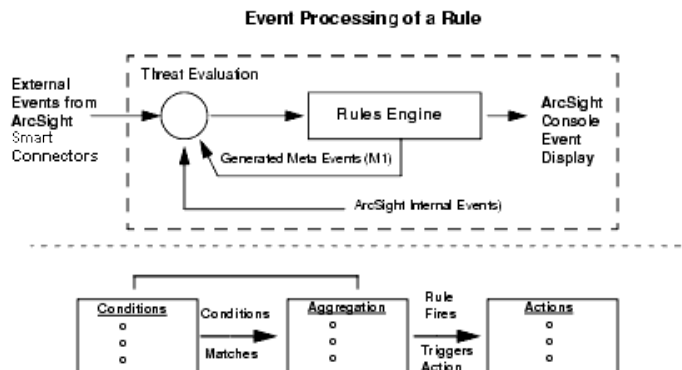 Event Processing of a Rule
Threat Evaluation
External
Events from
ArcSight
Smart
Connectors
Rules Engine
ArcSight
Console
Event
Display
Generated Meta Events (M1)
ArcSight Internal Events)
Conditions
o
o
o
Conditions
Matches
Aggregation
o
o
o
Rule
Fires
Triggers
Action
Actions
o
o
o